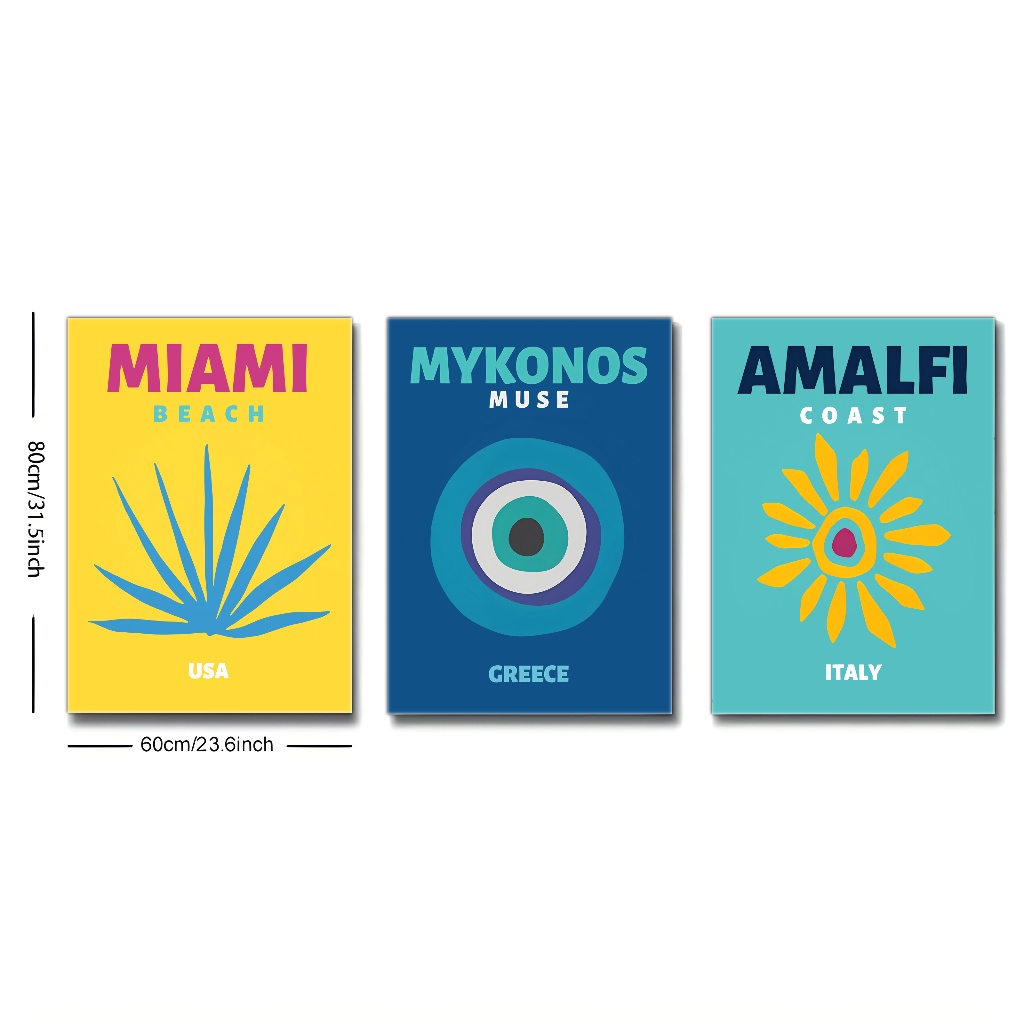 MIAMI
BEACH
USA
MYKONOS
MUSE
GREECE
AMALFI
COAST
ITALY
80cm/31.5inch
60cm/23.6inch